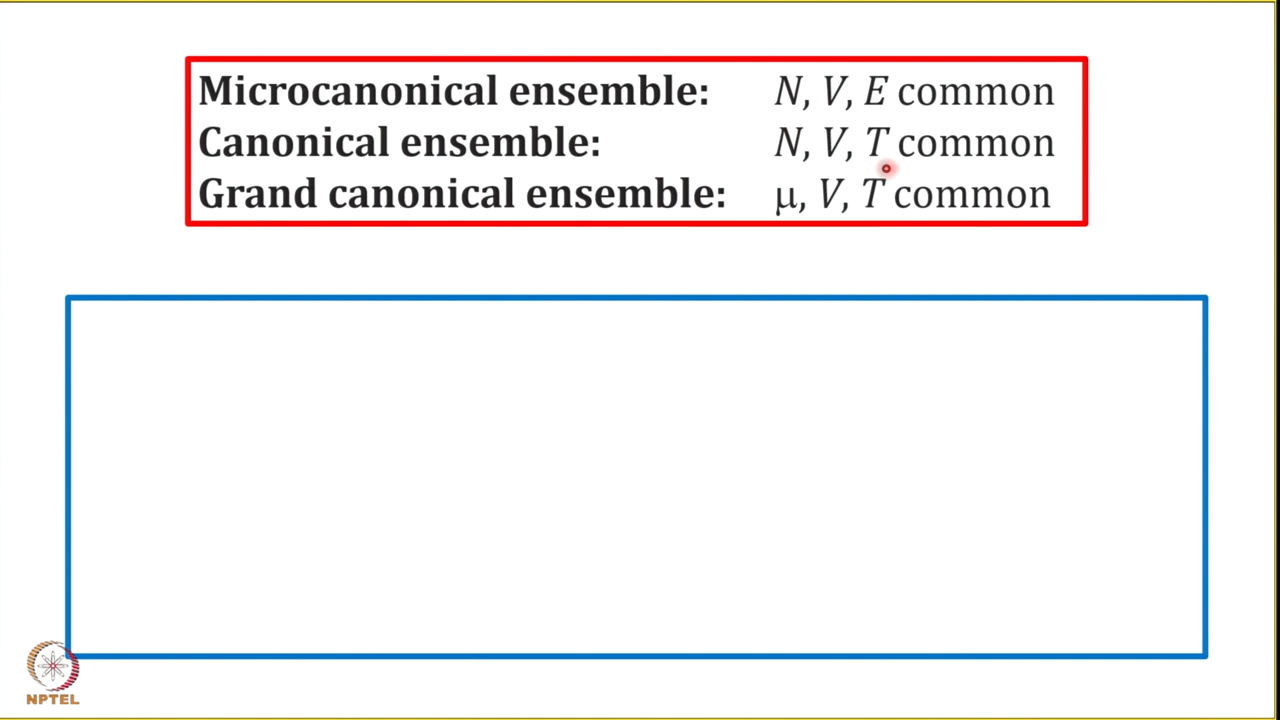 Microcanonical ensemble: N, V, E common
Canonical ensemble: N, V, T common
Grand canonical ensemble: μ, V, T common
NPTEL